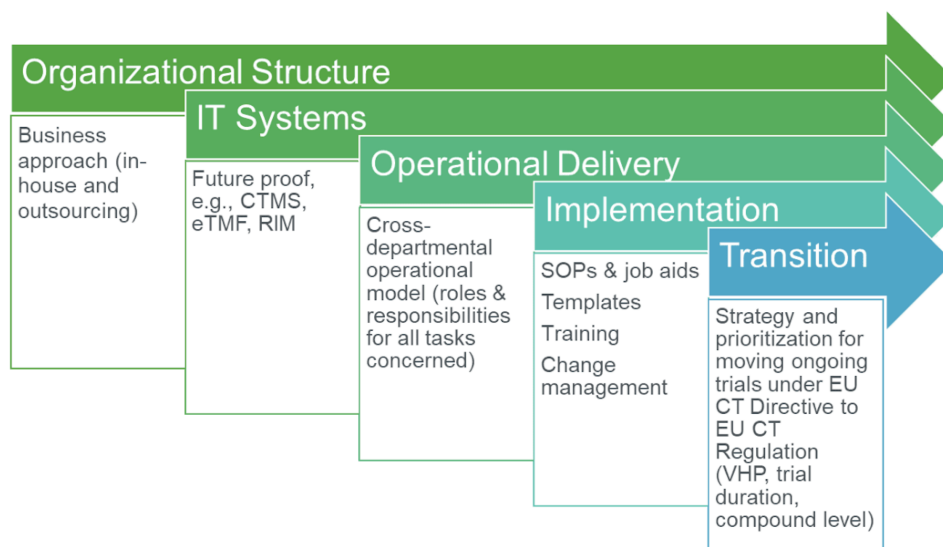 Organizational Structure
Business
approach (in-
house and
outsourcing)
IT Systems
Future proof,
e.g., CTMS,
eTMF, RIM
Operational Delivery
Cross-
departmental
operational
model (roles &
responsibilities
for all tasks
concerned)
Implementation
SOPs & job aids
Templates
Training
Change
management
Transition
Strategy and
prioritization for
moving ongoing
trials under EU
CT Directive to
EU CT
Regulation
(VHP, trial
duration,
compound level)